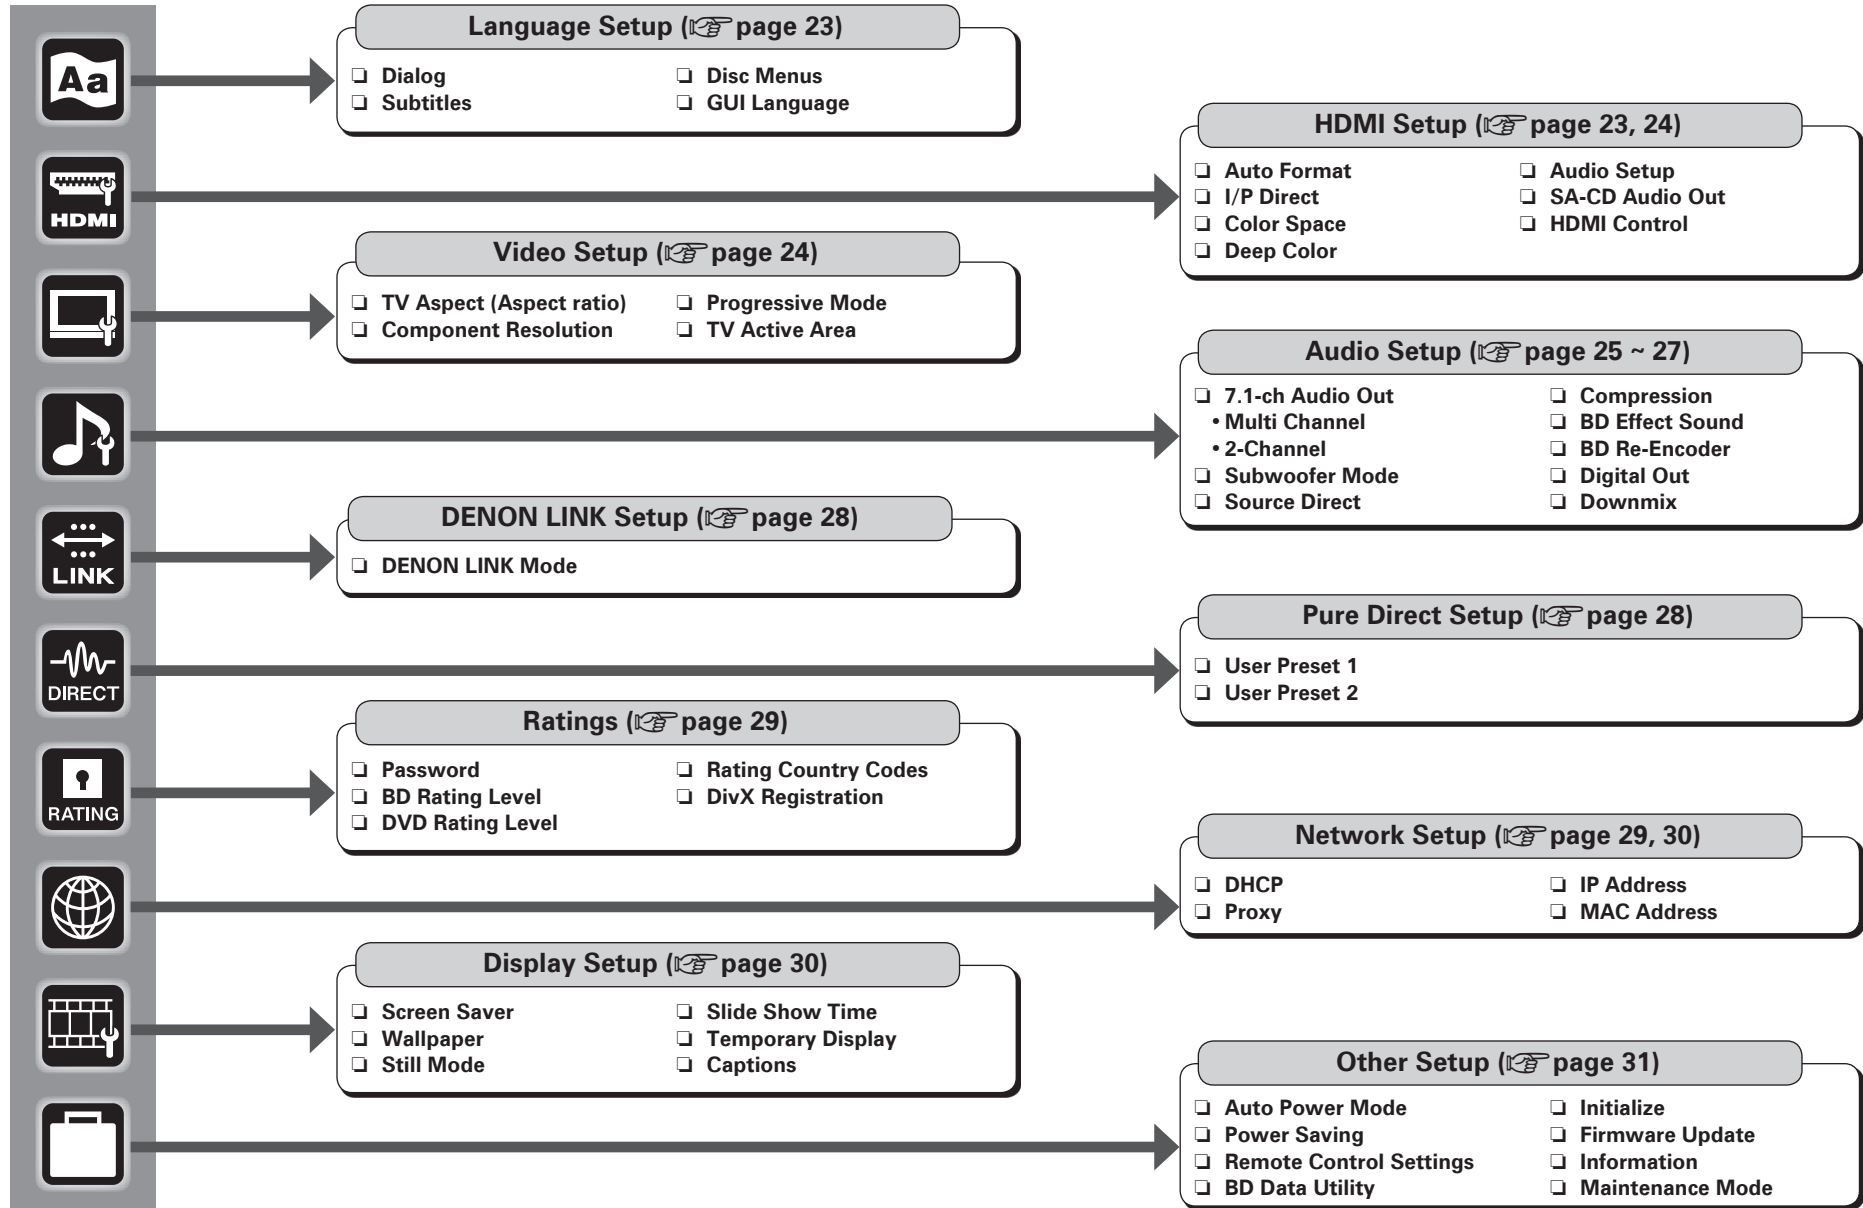 Aa
Language Setup (☞ page 23)
❏ Dialog
❏ Subtitles
❏ Disc Menus
❏ GUI Language
HDMI
HDMI Setup (☞ page 23, 24)
❏ Auto Format
❏ I/P Direct
❏ Color Space
❏ Deep Color
❏ Audio Setup
❏ SA-CD Audio Out
❏ HDMI Control
Video Setup (☞ page 24)
❏ TV Aspect (Aspect ratio)
❏ Component Resolution
❏ Progressive Mode
❏ TV Active Area
Audio Setup (☞ page 25 ~ 27)
❏ 7.1-ch Audio Out
• Multi Channel
• 2-Channel
❏ Subwoofer Mode
❏ Source Direct
❏ Compression
❏ BD Effect Sound
❏ BD Re-Encoder
❏ Digital Out
❏ Downmix
LINK
DENON LINK Setup (☞ page 28)
❏ DENON LINK Mode
DIRECT
Pure Direct Setup (☞ page 28)
❏ User Preset 1
❏ User Preset 2
RATING
Ratings (☞ page 29)
❏ Password
❏ BD Rating Level
❏ DVD Rating Level
❏ Rating Country Codes
❏ DivX Registration
Network Setup (☞ page 29, 30)
❏ DHCP
❏ Proxy
❏ IP Address
❏ MAC Address
Display Setup (☞ page 30)
❏ Screen Saver
❏ Wallpaper
❏ Still Mode
❏ Slide Show Time
❏ Temporary Display
❏ Captions
Other Setup (☞ page 31)
❏ Auto Power Mode
❏ Power Saving
❏ Remote Control Settings
❏ BD Data Utility
❏ Initialize
❏ Firmware Update
❏ Information
❏ Maintenance Mode